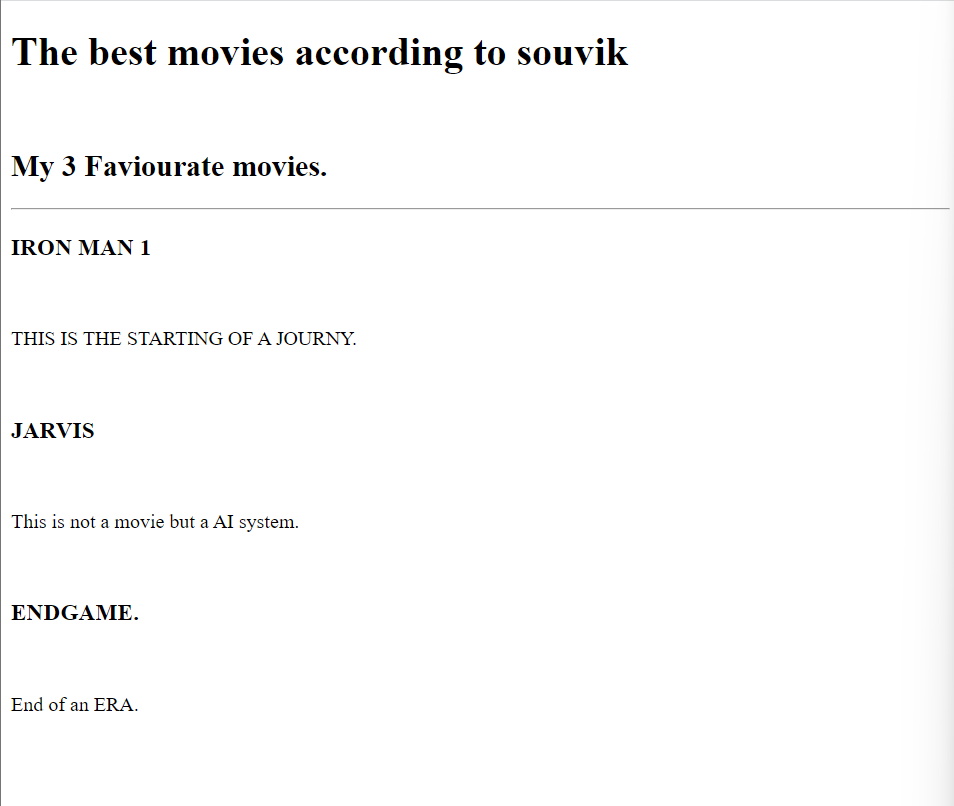 The best movies according to souvik
My 3 Faviourate movies.
IRON MAN 1
THIS IS THE STARTING OF A JOURNY.
JARVIS
This is not a movie but a AI system.
ENDGAME.
End of an ERA.